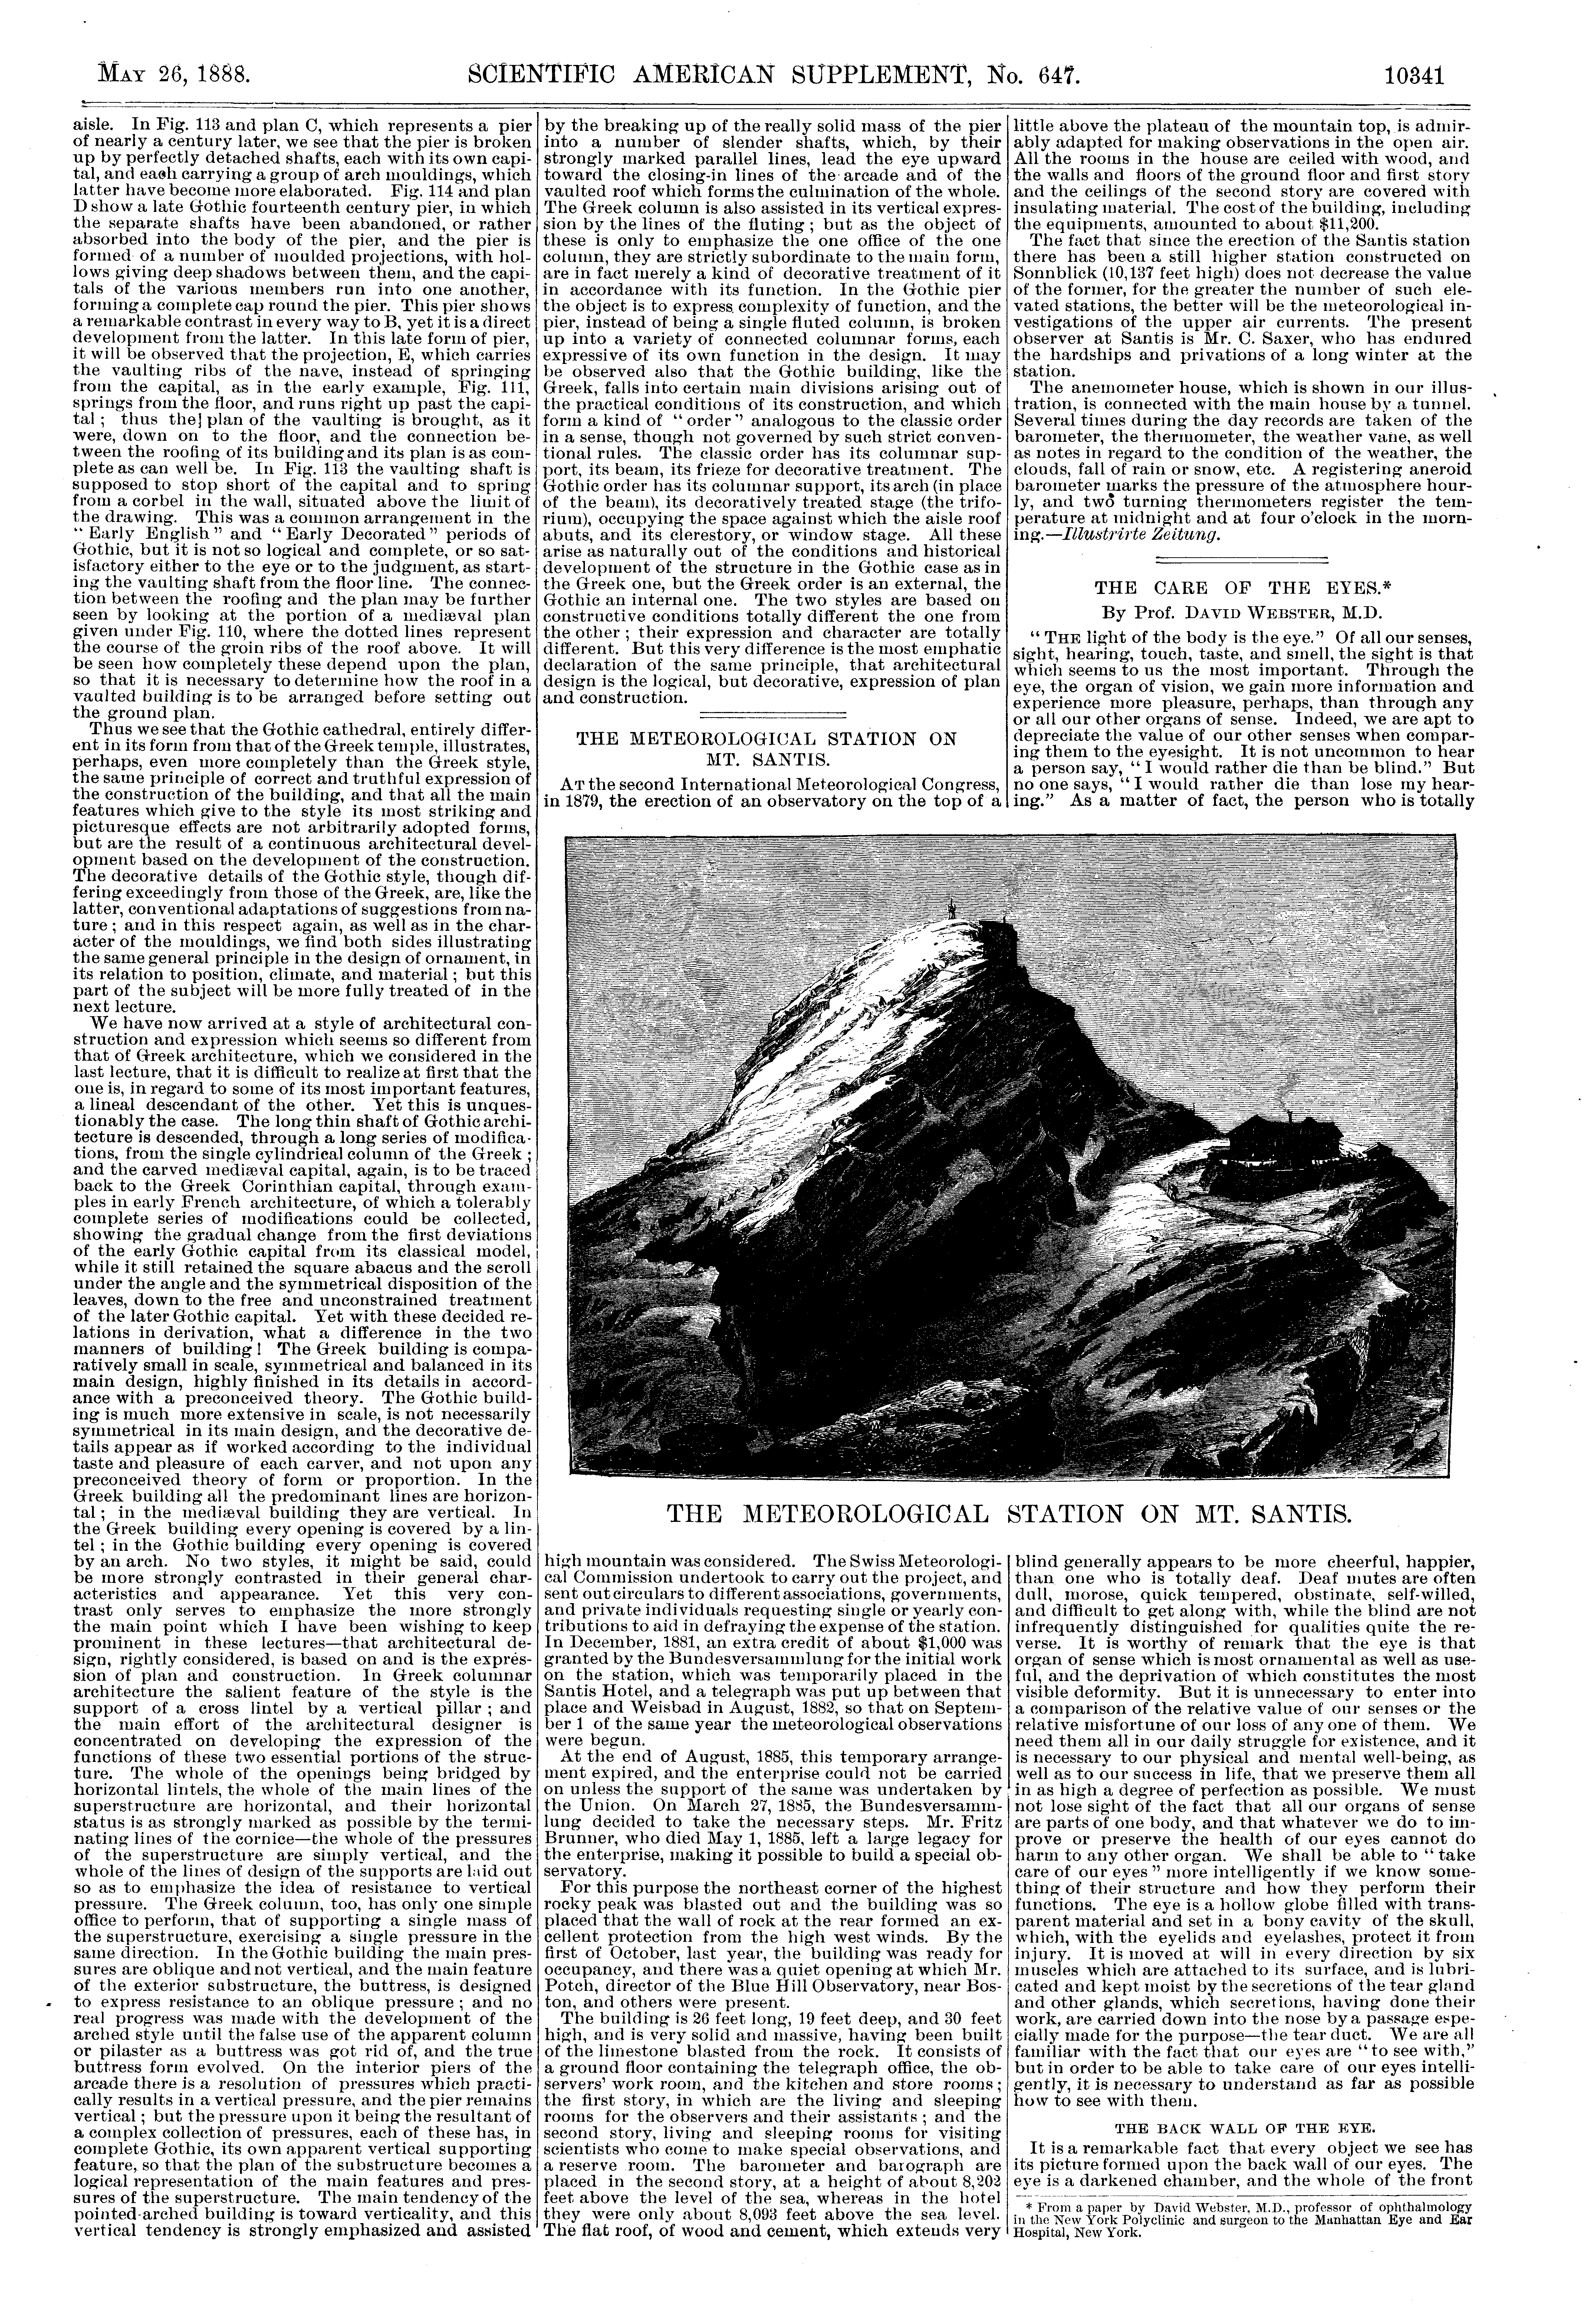 MAY 26, 1888.
SCIENTIFIC AMERICAN SUPPLEMENT, No. 647.
10341
aisle. In Fig. 113 and plan C, which represents a pier
of nearly a century later, we see that the pier is broken
up by perfectly detached shafts, each with its own capi-
tal, and each carrying a group of arch mouldings, which
latter have become more elaborated. Fig. 114 and plan
D show a late Gothic fourteenth century pier, in which
the separate shafts have been abandoned, or rather
absorbed into the body of the pier, and the pier is
formed of a number of moulded projections, with hol-
lows giving deep shadows between them, and the capi-
tals of the various members run into one another,
forming a complete cap round the pier. This pier shows
a remarkable contrast in every way to B, yet it is a direct
development from the latter. In this late form of pier,
it will be observed that the projection, E, which carries
the vaulting ribs of the nave, instead of springing
from the capital, as in the early example, Fig. 111,
springs from the floor, and runs right up past the capi-
tal ; thus the] plan of the vaulting is brought, as it
were, down on to the floor, and the connection be-
tween the roofing of its building and its plan is as com-
plete as can well be. In Fig. 113 the vaulting shaft is
supposed to stop short of the capital and to spring
from a corbel in the wall, situated above the limit of
the drawing. This was a common arrangement in the
“ Early English” and “ Early Decorated” periods of
Gothic, but it is not so logical and complete, or so sat-
isfactory either to the eye or to the judgment, as start-
ing the vaulting shaft from the floor line. The connec-
tion between the roofing and the plan may be further
seen by looking at the portion of a mediæval plan
given under Fig. 110, where the dotted lines represent
the course of the groin ribs of the roof above. It will
be seen how completely these depend upon the plan,
so that it is necessary to determine how the roof in a
vaulted building is to be arranged before setting out
the ground plan.
Thus we see that the Gothic cathedral, entirely differ-
ent in its form from that of the Greek temple, illustrates,
perhaps, even more completely than the Greek style,
the same principle of correct and truthful expression of
the construction of the building, and that all the main
features which give to the style its most striking and
picturesque effects are not arbitrarily adopted forms,
but are the result of a continuous architectural devel-
opment based on the development of the construction.
The decorative details of the Gothic style, though dif-
fering exceedingly from those of the Greek, are, like the
latter, conventional adaptations of suggestions from na-
ture ; and in this respect again, as well as in the char-
acter of the mouldings, we find both sides illustrating
the same general principle in the design of ornament, in
its relation to position, climate, and material ; but this
part of the subject will be more fully treated of in the
next lecture.
We have now arrived at a style of architectural con-
struction and expression which seems so different from
that of Greek architecture, which we considered in the
last lecture, that it is difficult to realize at first that the
one is, in regard to some of its most important features,
a lineal descendant of the other. Yet this is unques-
tionably the case. The long thin shaft of Gothic archi-
tecture is descended, through a long series of modifica-
tions, from the single cylindrical column of the Greek ;
and the carved mediæval capital, again, is to be traced
back to the Greek Corinthian capital, through exam-
ples in early French architecture, of which a tolerably
complete series of modifications could be collected,
showing the gradual change from the first deviations
of the early Gothic capital from its classical model,
while it still retained the square abacus and the scroll
under the angle and the symmetrical disposition of the
leaves, down to the free and unconstrained treatment
of the later Gothic capital. Yet with these decided re-
lations in derivation, what a difference in the two
manners of building ! The Greek building is compa-
ratively small in scale, symmetrical and balanced in its
main design, highly finished in its details in accord-
ance with a preconceived theory. The Gothic build-
ing is much more extensive in scale, is not necessarily
symmetrical in its main design, and the decorative de-
tails appear as if worked according to the individual
taste and pleasure of each carver, and not upon any
preconceived theory of form or proportion. In the
Greek building all the predominant lines are horizon-
tal ; in the mediæval building they are vertical. In
the Greek building every opening is covered by a lin-
tel ; in the Gothic building every opening is covered
by an arch. No two styles, it might be said, could
be more strongly contrasted in their general char-
acteristics and appearance. Yet this very con-
trast only serves to emphasize the more strongly
the main point which I have been wishing to keep
prominent in these lectures—that architectural de-
sign, rightly considered, is based on and is the expres-
sion of plan and construction. In Greek columnar
architecture the salient feature of the style is the
support of a cross lintel by a vertical pillar ; and
the main effort of the architectural designer is
concentrated on developing the expression of the
functions of these two essential portions of the struc-
ture. The whole of the openings being bridged by
horizontal lintels, the whole of the main lines of the
superstructure are horizontal, and their horizontal
status is as strongly marked as possible by the termi-
nating lines of the cornice—the whole of the pressures
of the superstructure are simply vertical, and the
whole of the lines of design of the supports are laid out
so as to emphasize the idea of resistance to vertical
pressure. The Greek column, too, has only one simple
office to perform, that of supporting a single mass of
the superstructure, exercising a single pressure in the
same direction. In the Gothic building the main pres-
sures are oblique and not vertical, and the main feature
of the exterior substructure, the buttress, is designed
to express resistance to an oblique pressure ; and no
real progress was made with the development of the
arched style until the false use of the apparent column
or pilaster as a buttress was got rid of, and the true
buttress form evolved. On the interior piers of the
arcade there is a resolution of pressures which practi-
cally results in a vertical pressure, and the pier remains
vertical ; but the pressure upon it being the resultant of
a complex collection of pressures, each of these has, in
complete Gothic, its own apparent vertical supporting
feature, so that the plan of the substructure becomes a
logical representation of the main features and pres-
sures of the superstructure. The main tendency of the
pointed-arched building is toward verticality, and this
vertical tendency is strongly emphasized and assisted
by the breaking up of the really solid mass of the pier
into a number of slender shafts, which, by their
strongly marked parallel lines, lead the eye upward
toward the closing-in lines of the arcade and of the
vaulted roof which forms the culmination of the whole.
The Greek column is also assisted in its vertical expres-
sion by the lines of the fluting ; but as the object of
these is only to emphasize the one office of the one
column, they are strictly subordinate to the main form,
are in fact merely a kind of decorative treatment of it
in accordance with its function. In the Gothic pier
the object is to express complexity of function, and the
pier, instead of being a single fluted column, is broken
up into a variety of connected columnar forms, each
expressive of its own function in the design. It may
be observed also that the Gothic building, like the
Greek, falls into certain main divisions arising out of
the practical conditions of its construction, and which
form a kind of “ order” analogous to the classic order
in a sense, though not governed by such strict conven-
tional rules. The classic order has its columnar sup-
port, its beam, its frieze for decorative treatment. The
Gothic order has its columnar support, its arch (in place
of the beam), its decoratively treated stage (the trifo-
rium), occupying the space against which the aisle roof
abuts, and its clerestory, or window stage. All these
arise as naturally out of the conditions and historical
development of the structure in the Gothic case as in
the Greek one, but the Greek order is an external, the
Gothic an internal one. The two styles are based on
constructive conditions totally different the one from
the other ; their expression and character are totally
different. But this very difference is the most emphatic
declaration of the same principle, that architectural
design is the logical, but decorative, expression of plan
and construction.
THE METEOROLOGICAL STATION ON
MT. SANTIS.
AT the second International Meteorological Congress,
in 1879, the erection of an observatory on the top of a
high mountain was considered. The Swiss Meteorologi-
cal Commission undertook to carry out the project, and
sent out circulars to different associations, governments,
and private individuals requesting single or yearly con-
tributions to aid in defraying the expense of the station.
In December, 1881, an extra credit of about $1,000 was
granted by the Bundesversammlung for the initial work
on the station, which was temporarily placed in the
Santis Hotel, and a telegraph was put up between that
place and Weisbad in August, 1882, so that on Septem-
ber 1 of the same year the meteorological observations
were begun.
At the end of August, 1885, this temporary arrange-
ment expired, and the enterprise could not be carried
on unless the support of the same was undertaken by
the Union. On March 27, 1885, the Bundesversamm-
lung decided to take the necessary steps. Mr. Fritz
Brunner, who died May 1, 1885, left a large legacy for
the enterprise, making it possible to build a special ob-
servatory.
For this purpose the northeast corner of the highest
rocky peak was blasted out and the building was so
placed that the wall of rock at the rear formed an ex-
cellent protection from the high west winds. By the
first of October, last year, the building was ready for
occupancy, and there was a quiet opening at which Mr.
Potch, director of the Blue Hill Observatory, near Bos-
ton, and others were present.
The building is 26 feet long, 19 feet deep, and 30 feet
high, and is very solid and massive, having been built
of the limestone blasted from the rock. It consists of
a ground floor containing the telegraph office, the ob-
servers' work room, and the kitchen and store rooms ;
the first story, in which are the living and sleeping
rooms for the observers and their assistants ; and the
second story, living and sleeping rooms for visiting
scientists who come to make special observations, and
a reserve room. The barometer and barograph are
placed in the second story, at a height of about 8,202
feet above the level of the sea, whereas in the hotel
they were only about 8,093 feet above the sea level.
The flat roof, of wood and cement, which extends very
little above the plateau of the mountain top, is admir-
ably adapted for making observations in the open air.
All the rooms in the house are ceiled with wood, and
the walls and floors of the ground floor and first story
and the ceilings of the second story are covered with
insulating material. The cost of the building, including
the equipments, amounted to about $11,200.
The fact that since the erection of the Santis station
there has been a still higher station constructed on
Sonnblick (10,137 feet high) does not decrease the value
of the former, for the greater the number of such ele-
vated stations, the better will be the meteorological in-
vestigations of the upper air currents. The present
observer at Santis is Mr. C. Saxer, who has endured
the hardships and privations of a long winter at the
station.
The anemometer house, which is shown in our illus-
tration, is connected with the main house by a tunnel.
Several times during the day records are taken of the
barometer, the thermometer, the weather vane, as well
as notes in regard to the condition of the weather, the
clouds, fall of rain or snow, etc. A registering aneroid
barometer marks the pressure of the atmosphere hour-
ly, and two turning thermometers register the tem-
perature at midnight and at four o'clock in the morn-
ing.—Illustrirte Zeitung.
THE CARE OF THE EYES.*
By Prof. DAVID WEBSTER, M.D.
“ THE light of the body is the eye.” Of all our senses,
sight, hearing, touch, taste, and smell, the sight is that
which seems to us the most important. Through the
eye, the organ of vision, we gain more information and
experience more pleasure, perhaps, than through any
or all our other organs of sense. Indeed, we are apt to
depreciate the value of our other senses when compar-
ing them to the eyesight. It is not uncommon to hear
a person say, “ I would rather die than be blind.” But
no one says, “ I would rather die than lose my hear-
ing.” As a matter of fact, the person who is totally
blind generally appears to be more cheerful, happier,
than one who is totally deaf. Deaf mutes are often
dull, morose, quick tempered, obstinate, self-willed,
and difficult to get along with, while the blind are not
infrequently distinguished for qualities quite the re-
verse. It is worthy of remark that the eye is that
organ of sense which is most ornamental as well as use-
ful, and the deprivation of which constitutes the most
visible deformity. But it is unnecessary to enter into
a comparison of the relative value of our senses or the
relative misfortune of our loss of any one of them. We
need them all in our daily struggle for existence, and it
is necessary to our physical and mental well-being, as
well as to our success in life, that we preserve them all
in as high a degree of perfection as possible. We must
not lose sight of the fact that all our organs of sense
are parts of one body, and that whatever we do to im-
prove or preserve the health of our eyes cannot do
harm to any other organ. We shall be able to “ take
care of our eyes ” more intelligently if we know some-
thing of their structure and how they perform their
functions. The eye is a hollow globe filled with trans-
parent material and set in a bony cavity of the skull,
which, with the eyelids and eyelashes, protect it from
injury. It is moved at will in every direction by six
muscles which are attached to its surface, and is lubri-
cated and kept moist by the secretions of the tear gland
and other glands, which secretions, having done their
work, are carried down into the nose by a passage espe-
cially made for the purpose—the tear duct. We are all
familiar with the fact that our eyes are “ to see with,”
but in order to be able to take care of our eyes intelli-
gently, it is necessary to understand as far as possible
how to see with them.
THE BACK WALL OF THE EYE.
It is a remarkable fact that every object we see has
its picture formed upon the back wall of our eyes. The
eye is a darkened chamber, and the whole of the front
* From a paper by David Webster, M.D., professor of ophthalmology
in the New York Polyclinic and surgeon to the Manhattan Eye and Ear
Hospital, New York.
THE METEOROLOGICAL STATION ON MT. SANTIS.